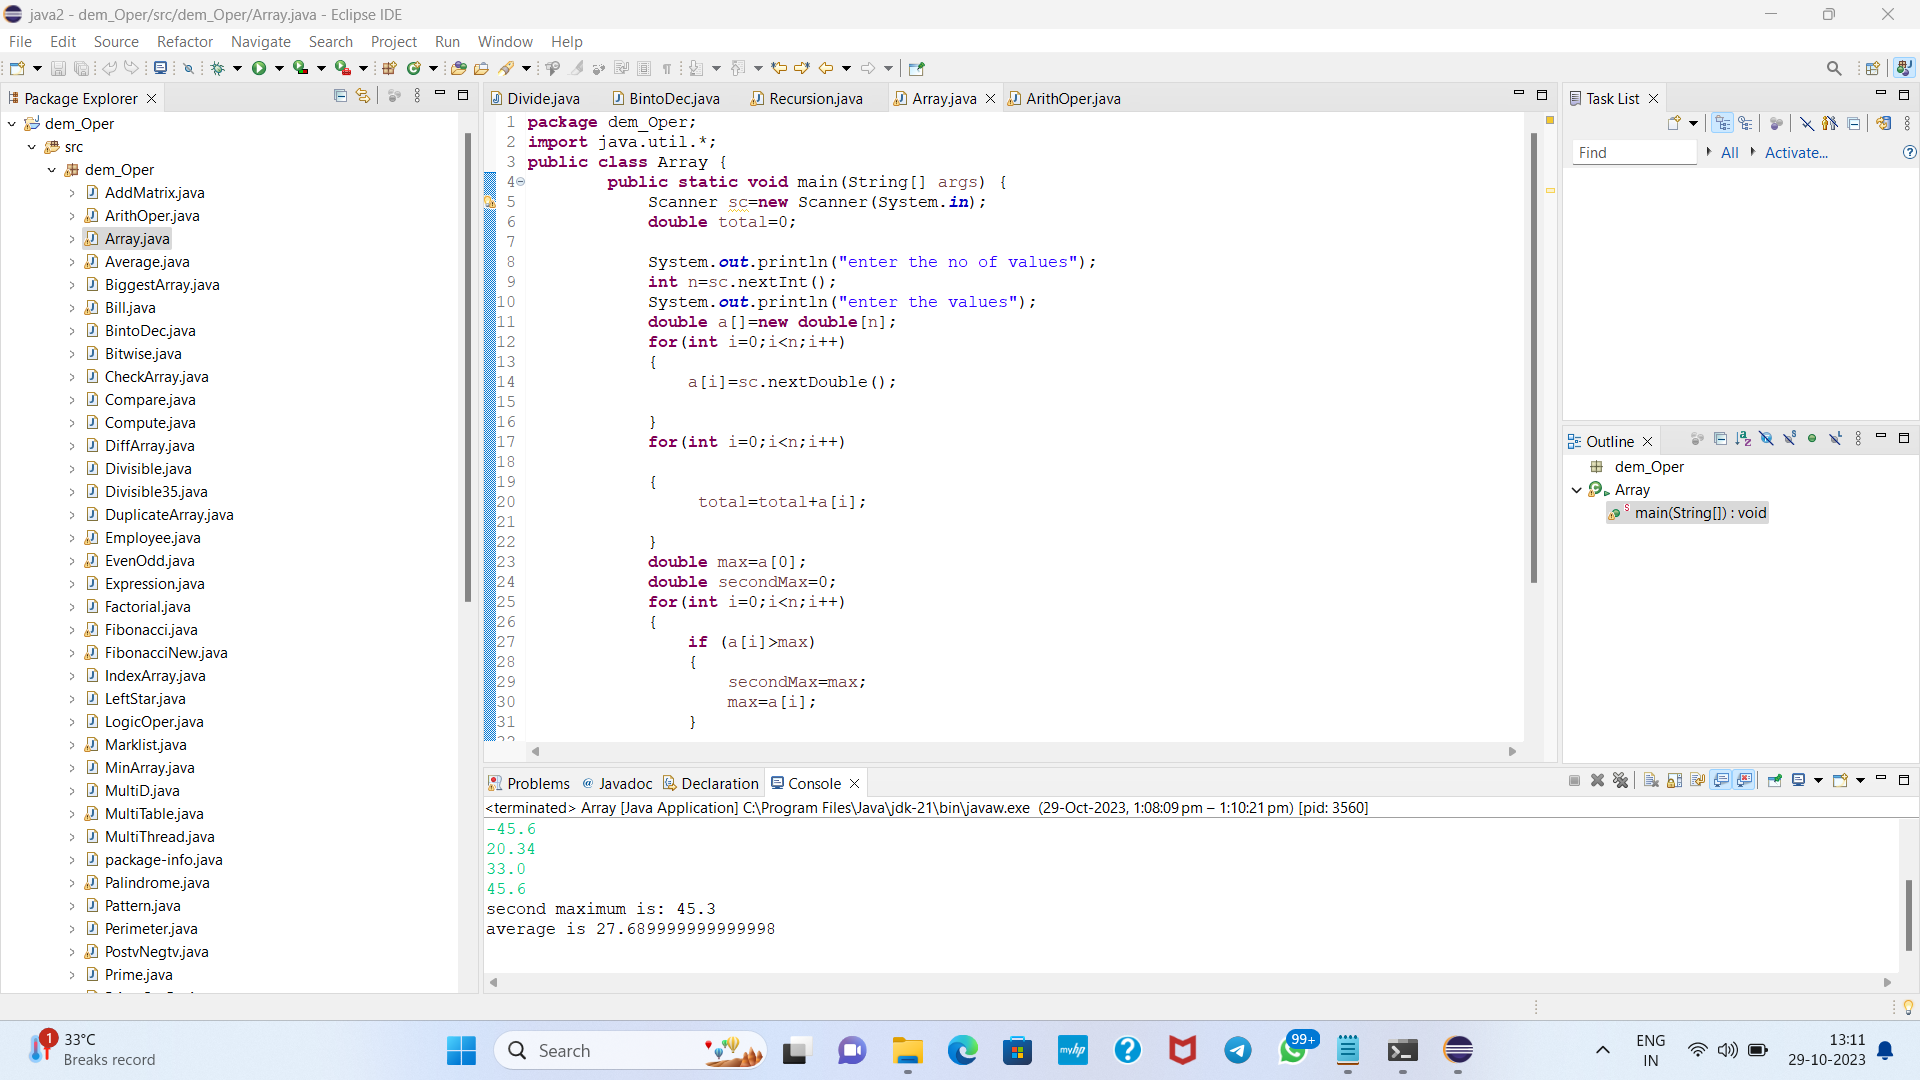 java2 - dem_Oper/src/dem_Oper/Array.java - Eclipse IDE
File Edit Source Refactor Navigate Search Project Run Window Help
Package Explorer
dem_Oper
src
dem_Oper
AddMatrix.java
ArithOper.java
Array.java
Average.java
BiggestArray.java
Bill.java
BintoDec.java
Bitwise.java
CheckArray.java
Compare.java
Compute.java
DiffArray.java
Divisible.java
Divisible35.java
DuplicateArray.java
Employee.java
EvenOdd.java
Expression.java
Factorial.java
Fibonacci.java
FibonacciNew.java
IndexArray.java
LeftStar.java
LogicOper.java
Marklist.java
MinArray.java
MultiD.java
MultiTable.java
MultiThread.java
package-info.java
Palindrome.java
Pattern.java
Perimeter.java
PostvNegtv.java
Prime.java
Divide.java BintoDec.java Recursion.java Array.java ArithOper.java
1 package dem_Oper;
2 import java.util.*;
3 public class Array {
4 public static void main(String[] args) {
5 Scanner sc=new Scanner(System.in);
6 double total=0;
7
8 System.out.println("enter the no of values");
9 int n=sc.nextInt();
10 System.out.println("enter the values");
11 double a[]=new double[n];
12 for(int i=0;i<n;i++)
13 {
14 a[i]=sc.nextDouble();
15
16 }
17 for(int i=0;i<n;i++)
18
19 {
20 total=total+a[i];
21
22 }
23 double max=a[0];
24 double secondMax=0;
25 for(int i=0;i<n;i++)
26 {
27 if (a[i]>max)
28 {
29 secondMax=max;
30 max=a[i];
31 }
Task List
Find All Activate...
Outline
dem_Oper
Array
main(String[]) : void
Problems @ Javadoc Declaration Console
<terminated> Array [Java Application] C:\Program Files\Java\jdk-21\bin\javaw.exe (29-Oct-2023, 1:08:09 pm – 1:10:21 pm) [pid: 3560]
-45.6
20.34
33.0
45.6
second maximum is: 45.3
average is 27.689999999999998
1
33°C
Breaks record
Search
myhp
99+
ENG
IN
13:11
29-10-2023